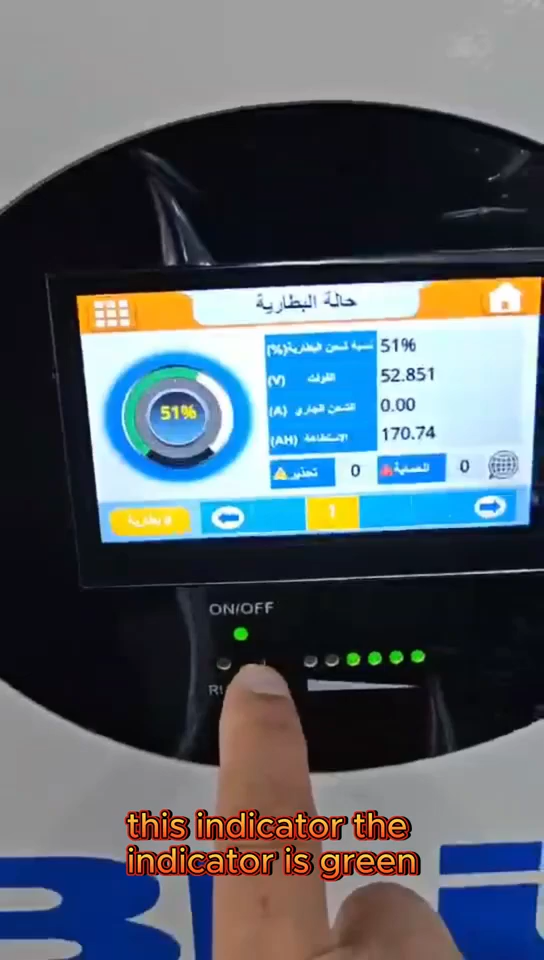 حالة البطارية
نسبة شحن البطارية(%) 51%
51%
الفولت (V) 52.851
الشحن الجاري (A) 0.00
الاستطاعة (AH) 170.74
تحذير 0 الحماية 0
بطارية
1
ON/OFF
this indicator the
indicator is green